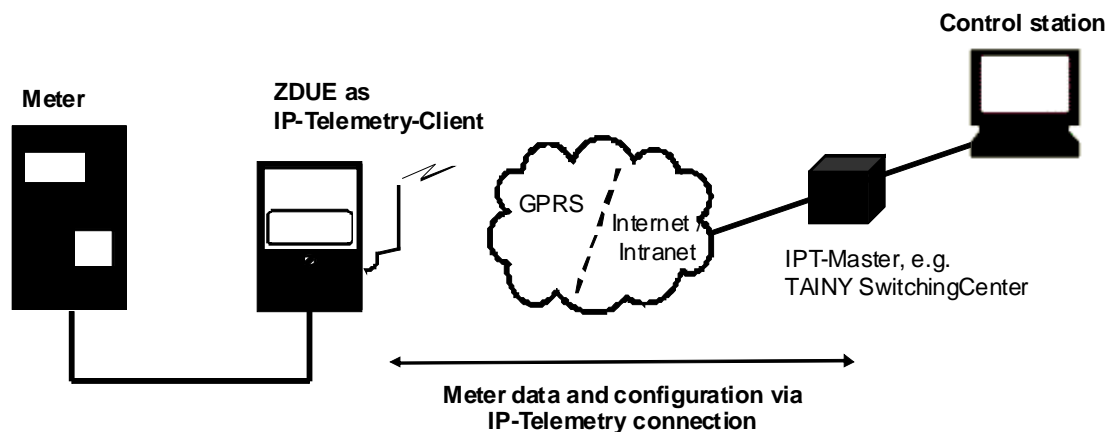 Control station
Meter
ZDUE as
IP-Telemetry-Client
GPRS
Internet /
Intranet
IPT-Master, e.g.
TAINY SwitchingCenter
Meter data and configuration via
IP-Telemetry connection